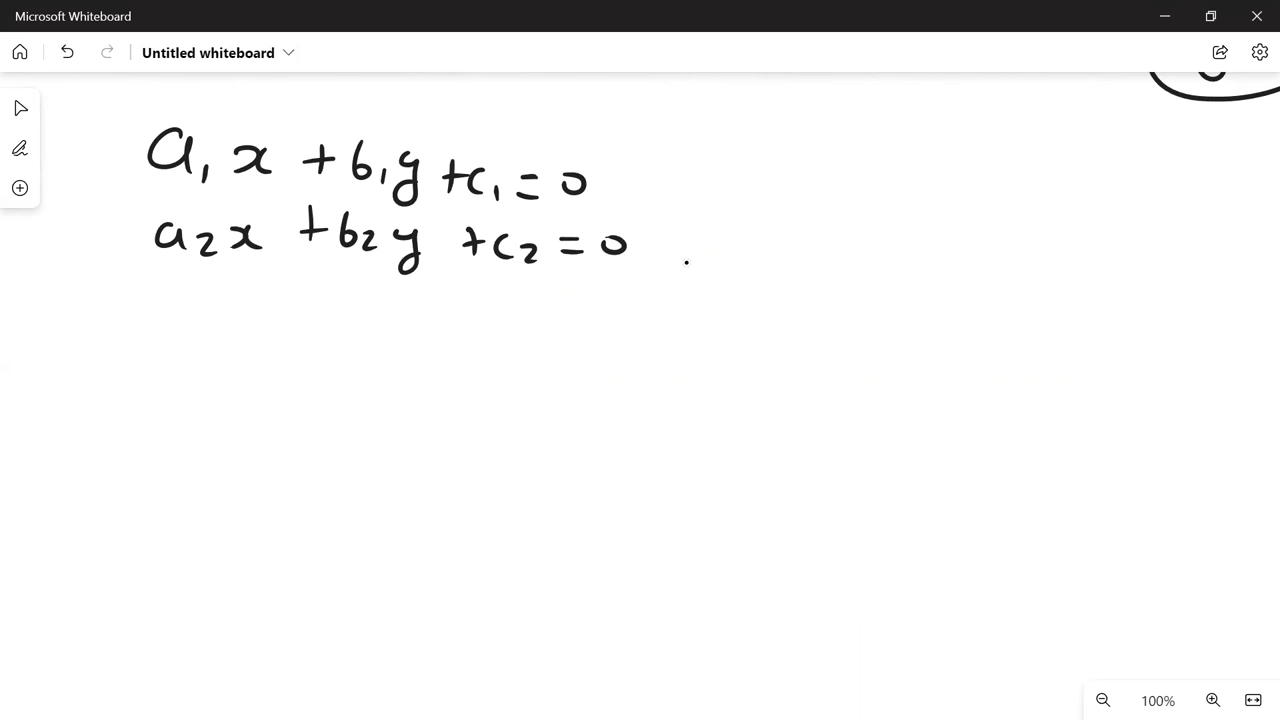 Microsoft Whiteboard
Untitled whiteboard
a₁x + b₁y + c₁ = 0
a₂x + b₂y + c₂ = 0
100%